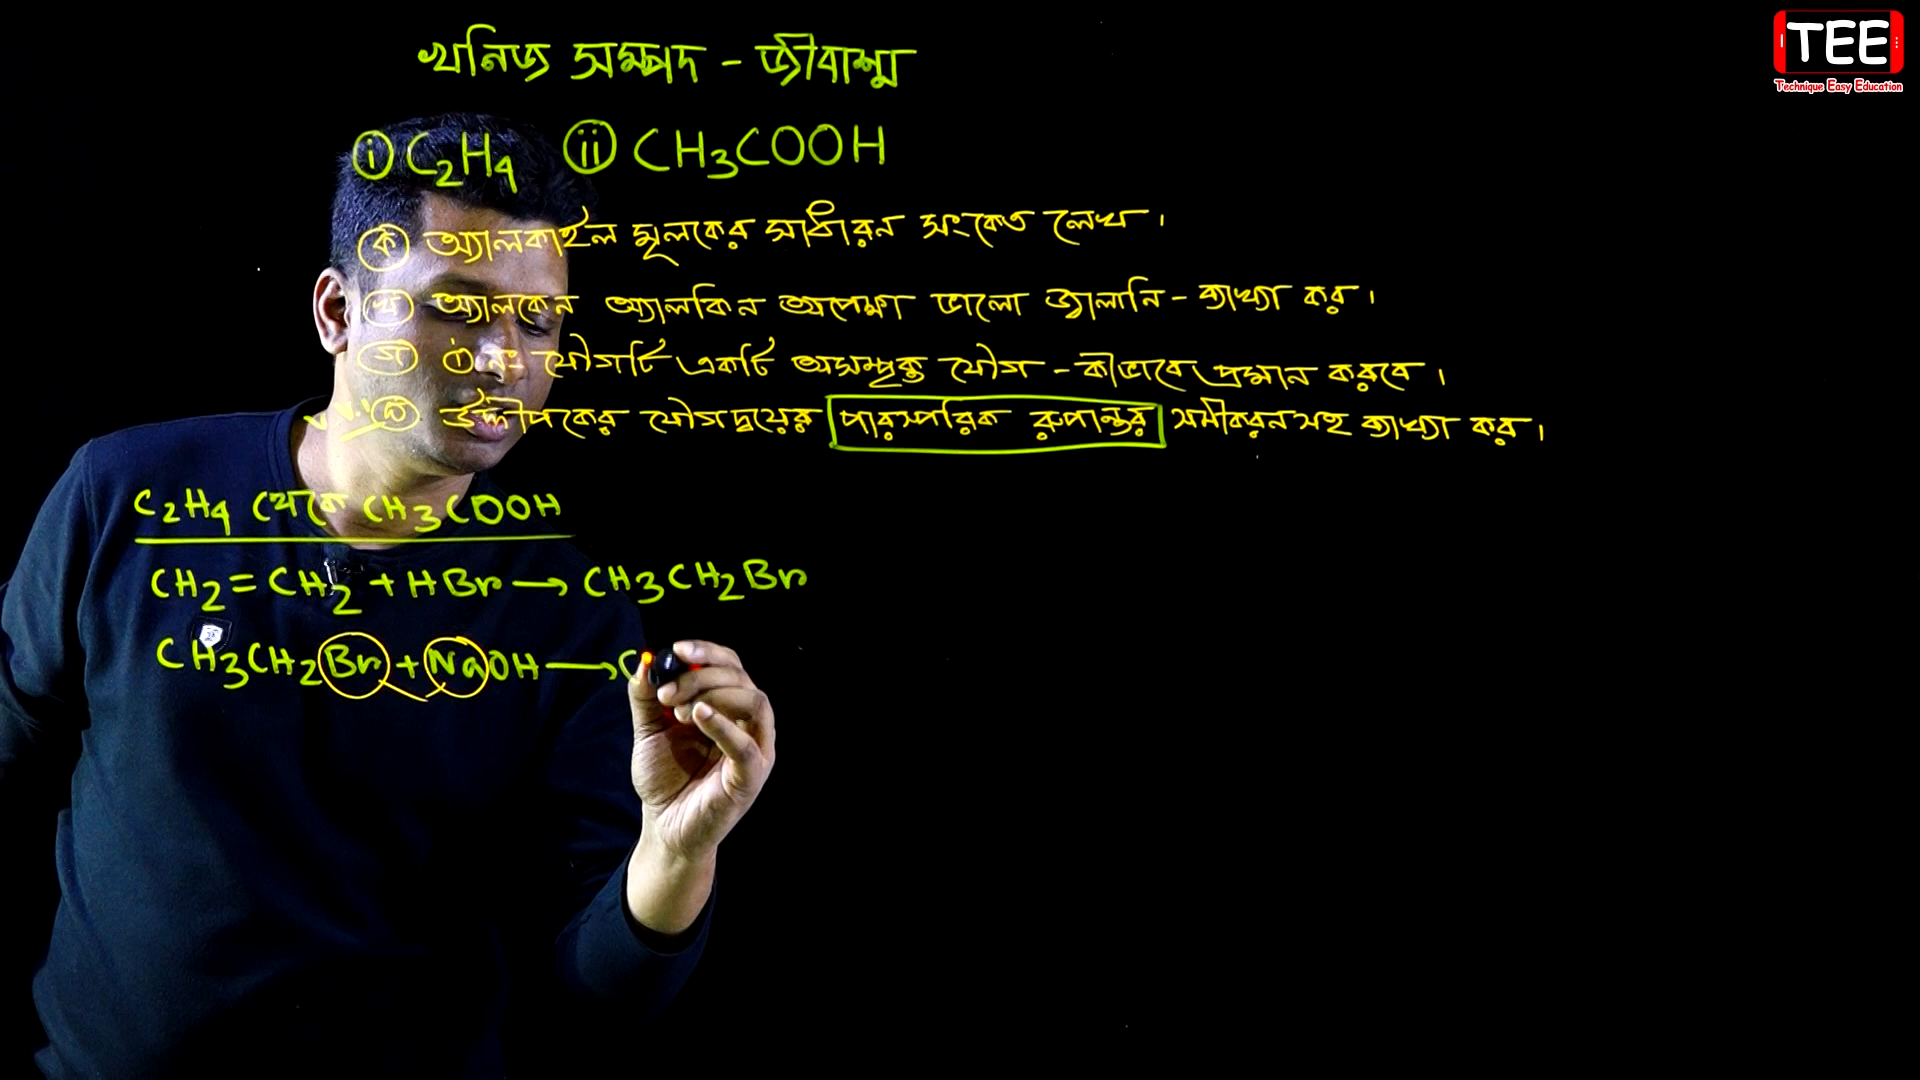 খনিজ সম্পদ - জীবাশ্ম
TEE
Technique Easy Education
i C₂H₄ ii CH₃COOH
ক অ্যালকাইল মূলকের সাধারন সংকেত লেখ।
খ অ্যালকেন অ্যালকিন অপেক্ষা ভালো জ্বালানি - ব্যাখ্যা কর।
গ i নং যৌগটি একটি অসম্পৃক্ত যৌগ - কীভাবে প্রমান করবে।
ঘ উদ্দীপকের যৌগদ্বয়ের পারস্পরিক রুপান্তর সমীকরনসহ ব্যাখ্যা কর।
C₂H₄ থেকে CH₃COOH
CH₂=CH₂ + HBr → CH₃CH₂Br
CH₃CH₂Br + NaOH → C